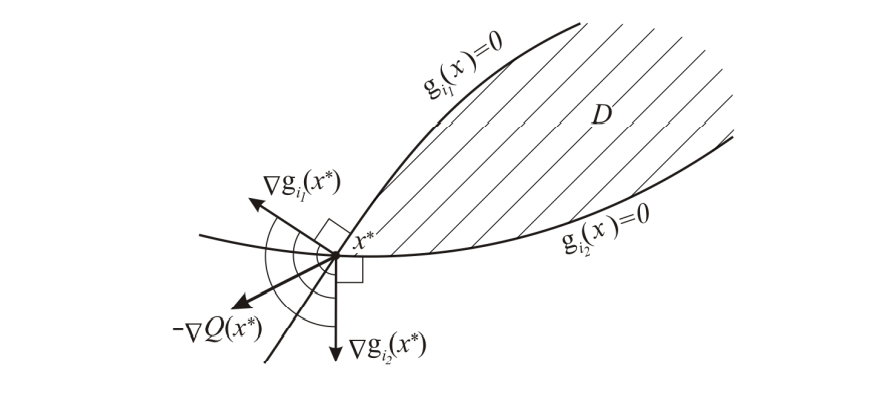 g_{i_1}(x)=0
D
∇g_{i_1}(x*)
x*
g_{i_2}(x)=0
-∇Q(x*)
∇g_{i_2}(x*)